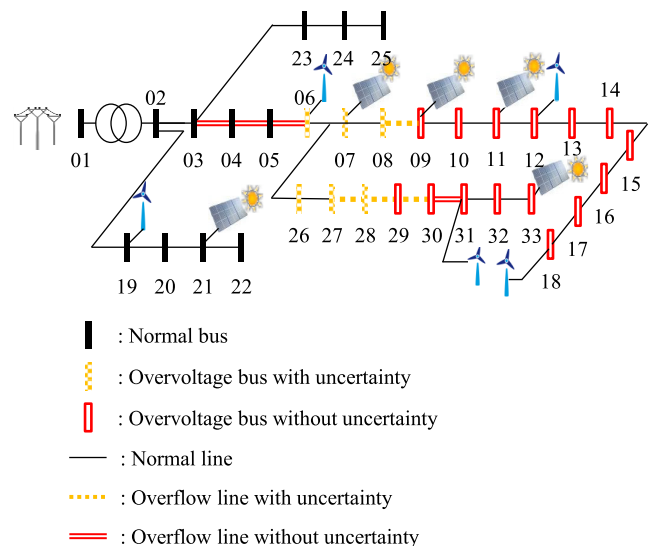 23 24 25
02 06 14
01 03 04 05 07 08 09 10 11 12 13
15
26 27 28 29 30 31 32 33 16
17
19 20 21 22 18
: Normal bus
: Overvoltage bus with uncertainty
: Overvoltage bus without uncertainty
: Normal line
: Overflow line with uncertainty
: Overflow line without uncertainty